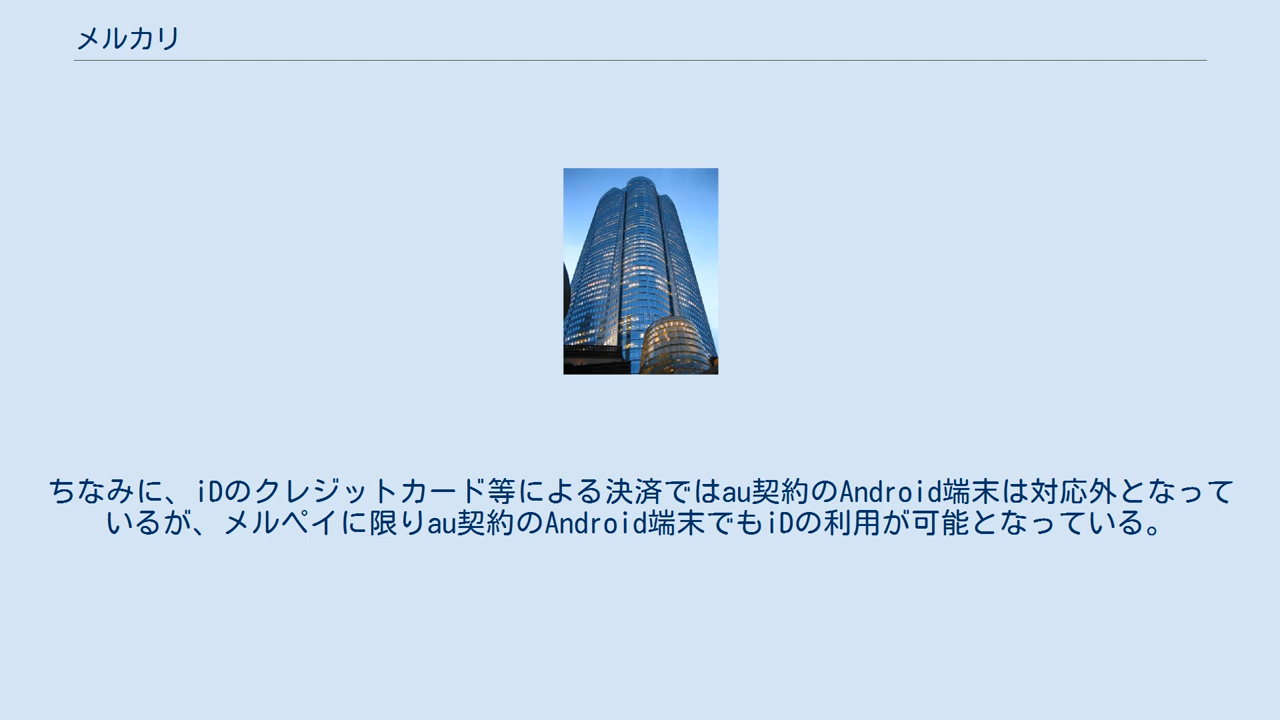 メルカリ
ちなみに、iDのクレジットカード等による決済ではau契約のAndroid端末は対応外となって
いるが、メルペイに限りau契約のAndroid端末でもiDの利用が可能となっている。